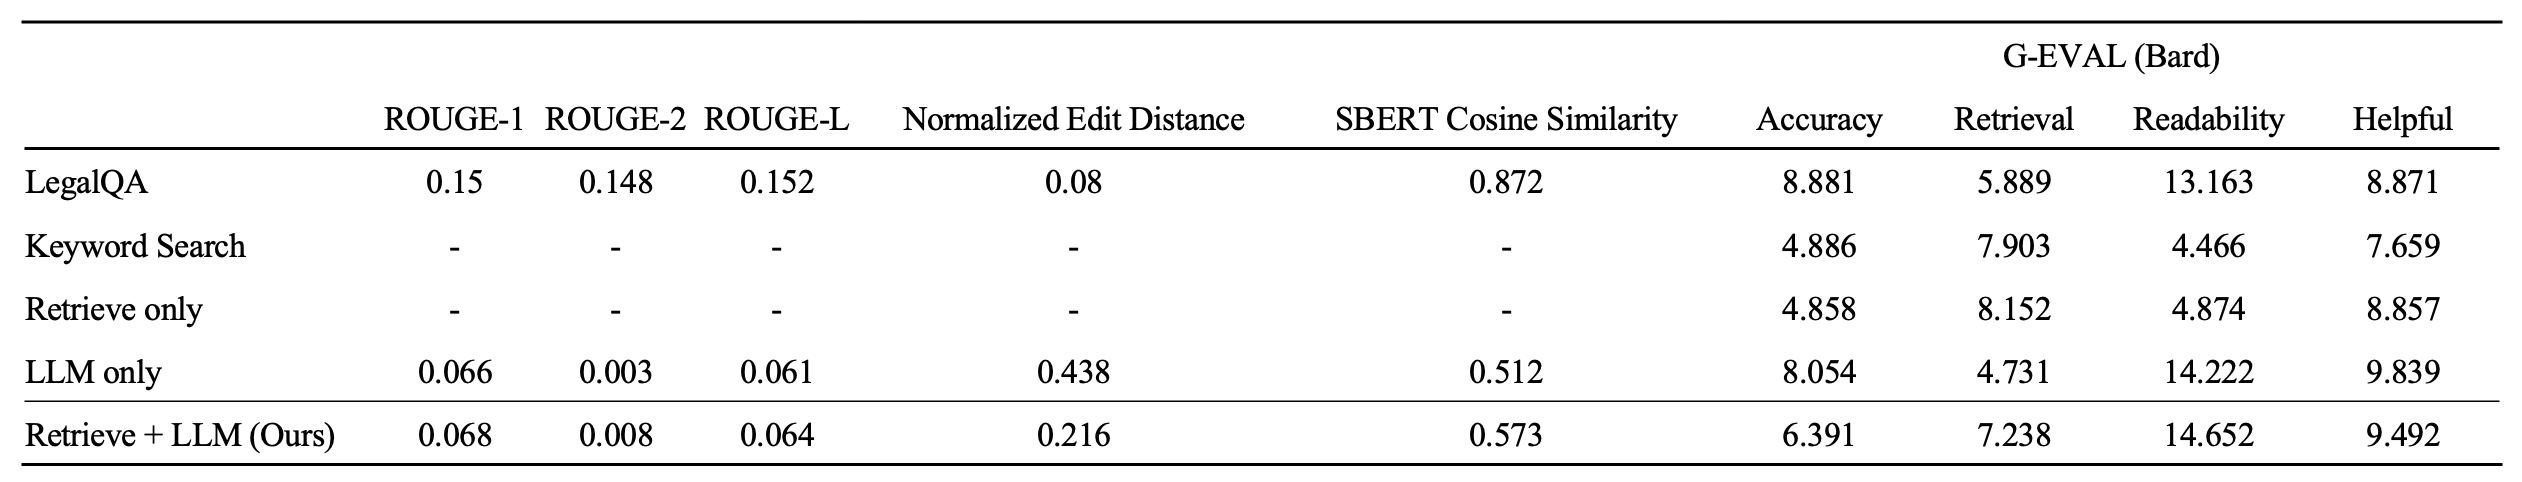 G-EVAL (Bard)
ROUGE-1 ROUGE-2 ROUGE-L Normalized Edit Distance SBERT Cosine Similarity Accuracy Retrieval Readability Helpful
LegalQA 0.15 0.148 0.152 0.08 0.872 8.881 5.889 13.163 8.871
Keyword Search - - - - - 4.886 7.903 4.466 7.659
Retrieve only - - - - - 4.858 8.152 4.874 8.857
LLM only 0.066 0.003 0.061 0.438 0.512 8.054 4.731 14.222 9.839
Retrieve + LLM (Ours) 0.068 0.008 0.064 0.216 0.573 6.391 7.238 14.652 9.492